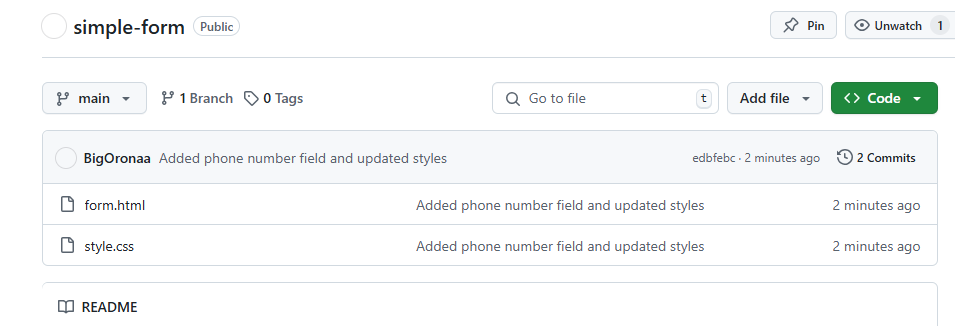 simple-form Public Pin Unwatch 1
main 1 Branch 0 Tags Go to file t Add file Code
BigOronaa Added phone number field and updated styles edbfebc · 2 minutes ago 2 Commits
form.html Added phone number field and updated styles 2 minutes ago
style.css Added phone number field and updated styles 2 minutes ago
README